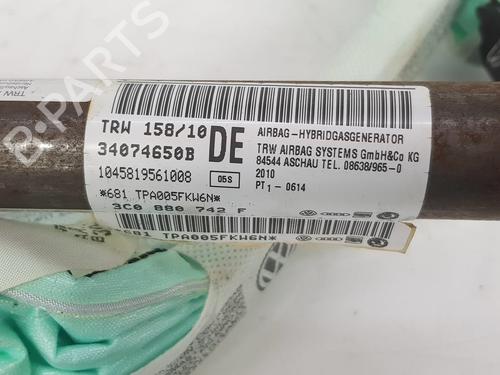 B-PARTS
TRW
TRW 158/10
34074650B
DE
1045819561008
05S
*681 TPA005FKW6N*
3C0 880 742 F
*681 TPA005FKW6N*
AIRBAG-HYBRIDGASGENERATOR
TRW AIRBAG SYSTEMS GmbH&Co KG
84544 ASCHAU TEL. 08638/965-0
2010
PT1-0614